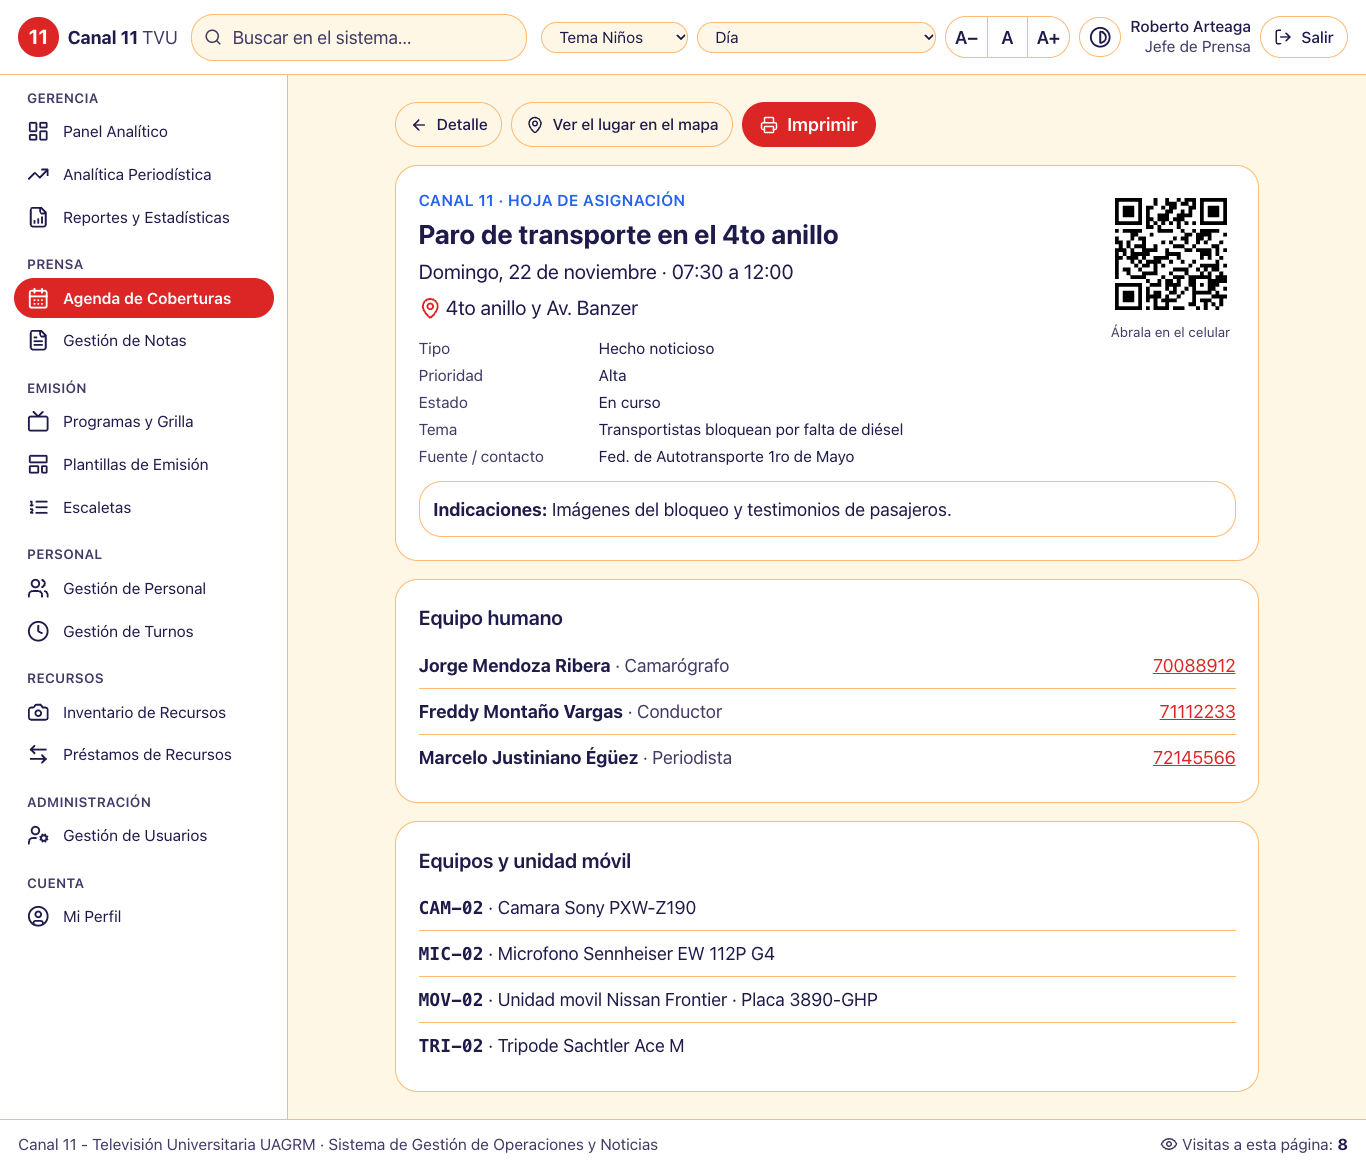 11 Canal 11 TVU
Buscar en el sistema...
Tema Niños
Día
A− A A+
Roberto Arteaga
Jefe de Prensa
Salir
GERENCIA
Panel Analítico
Analítica Periodística
Reportes y Estadísticas
PRENSA
Agenda de Coberturas
Gestión de Notas
EMISIÓN
Programas y Grilla
Plantillas de Emisión
Escaletas
PERSONAL
Gestión de Personal
Gestión de Turnos
RECURSOS
Inventario de Recursos
Préstamos de Recursos
ADMINISTRACIÓN
Gestión de Usuarios
CUENTA
Mi Perfil
Detalle
Ver el lugar en el mapa
Imprimir
CANAL 11 · HOJA DE ASIGNACIÓN
Paro de transporte en el 4to anillo
Domingo, 22 de noviembre · 07:30 a 12:00
4to anillo y Av. Banzer
Ábrala en el celular
Tipo Hecho noticioso
Prioridad Alta
Estado En curso
Tema Transportistas bloquean por falta de diésel
Fuente / contacto Fed. de Autotransporte 1ro de Mayo
Indicaciones: Imágenes del bloqueo y testimonios de pasajeros.
Equipo humano
Jorge Mendoza Ribera · Camarógrafo 70088912
Freddy Montaño Vargas · Conductor 71112233
Marcelo Justiniano Égüez · Periodista 72145566
Equipos y unidad móvil
CAM-02 · Camara Sony PXW-Z190
MIC-02 · Microfono Sennheiser EW 112P G4
MOV-02 · Unidad movil Nissan Frontier · Placa 3890-GHP
TRI-02 · Tripode Sachtler Ace M
Canal 11 - Televisión Universitaria UAGRM · Sistema de Gestión de Operaciones y Noticias
Visitas a esta página: 8